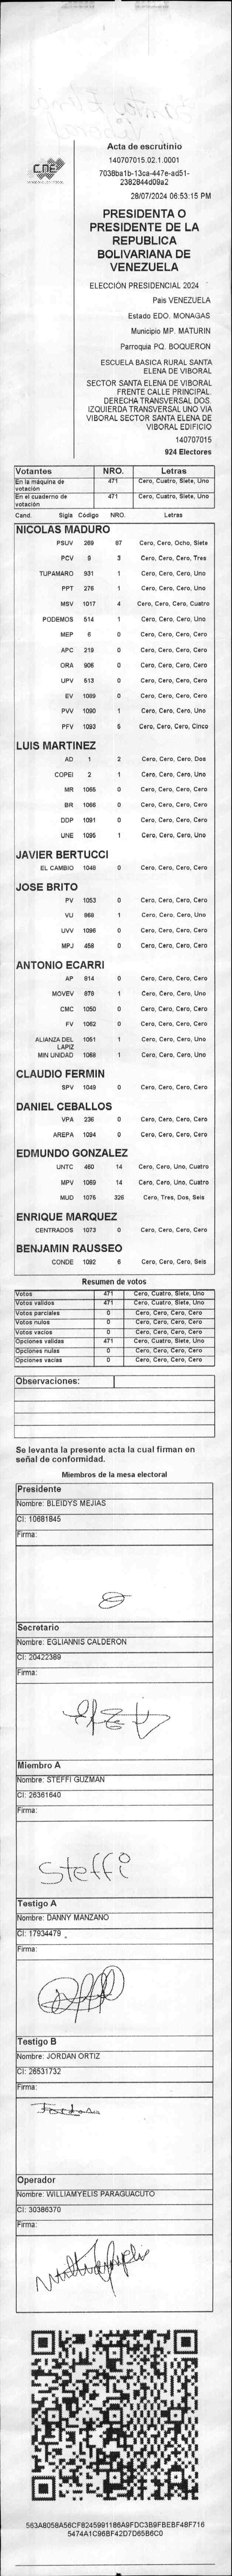 CNE
Acta de escrutinio
140707015.02.1.0001
7038ba1b-13ca-447e-ad51-
2382844d09a2
28/07/2024 06:53:15 PM
PRESIDENTA O
PRESIDENTE DE LA
REPUBLICA
BOLIVARIANA DE
VENEZUELA
ELECCIÓN PRESIDENCIAL 2024
Pais VENEZUELA
Estado EDO. MONAGAS
Municipio MP. MATURIN
Parroquia PQ. BOQUERON
ESCUELA BASICA RURAL SANTA
ELENA DE VIBORAL
SECTOR SANTA ELENA DE VIBORAL
FRENTE CALLE PRINCIPAL.
DERECHA TRANSVERSAL DOS.
IZQUIERDA TRANSVERSAL UNO VIA
VIBORAL SECTOR SANTA ELENA DE
VIBORAL EDIFICIO
140707015
924 Electores
Votantes NRO. Letras
En la máquina de votación 471 Cero, Cuatro, Siete, Uno
En el cuaderno de votación 471 Cero, Cuatro, Siete, Uno
Cand. Sigla Código NRO. Letras
NICOLAS MADURO
PSUV 269 87 Cero, Cero, Ocho, Siete
PCV 9 3 Cero, Cero, Cero, Tres
TUPAMARO 931 1 Cero, Cero, Cero, Uno
PPT 276 1 Cero, Cero, Cero, Uno
MSV 1017 4 Cero, Cero, Cero, Cuatro
PODEMOS 514 1 Cero, Cero, Cero, Uno
MEP 6 0 Cero, Cero, Cero, Cero
APC 219 0 Cero, Cero, Cero, Cero
ORA 906 0 Cero, Cero, Cero, Cero
UPV 513 0 Cero, Cero, Cero, Cero
EV 1089 0 Cero, Cero, Cero, Cero
PVV 1090 1 Cero, Cero, Cero, Uno
PFV 1093 5 Cero, Cero, Cero, Cinco
LUIS MARTINEZ
AD 1 2 Cero, Cero, Cero, Dos
COPEI 2 1 Cero, Cero, Cero, Uno
MR 1065 0 Cero, Cero, Cero, Cero
BR 1066 0 Cero, Cero, Cero, Cero
DDP 1091 0 Cero, Cero, Cero, Cero
UNE 1095 1 Cero, Cero, Cero, Uno
JAVIER BERTUCCI
EL CAMBIO 1048 0 Cero, Cero, Cero, Cero
JOSE BRITO
PV 1053 0 Cero, Cero, Cero, Cero
VU 868 1 Cero, Cero, Cero, Uno
UVV 1096 0 Cero, Cero, Cero, Cero
MPJ 458 0 Cero, Cero, Cero, Cero
ANTONIO ECARRI
AP 814 0 Cero, Cero, Cero, Cero
MOVEV 879 1 Cero, Cero, Cero, Uno
CMC 1050 0 Cero, Cero, Cero, Cero
FV 1062 0 Cero, Cero, Cero, Cero
ALIANZA DEL LAPIZ 1051 1 Cero, Cero, Cero, Uno
MIN UNIDAD 1068 1 Cero, Cero, Cero, Uno
CLAUDIO FERMIN
SPV 1049 0 Cero, Cero, Cero, Cero
DANIEL CEBALLOS
VPA 236 0 Cero, Cero, Cero, Cero
AREPA 1094 0 Cero, Cero, Cero, Cero
EDMUNDO GONZALEZ
UNTC 460 14 Cero, Cero, Uno, Cuatro
MPV 1069 14 Cero, Cero, Uno, Cuatro
MUD 1075 326 Cero, Tres, Dos, Seis
ENRIQUE MARQUEZ
CENTRADOS 1073 0 Cero, Cero, Cero, Cero
BENJAMIN RAUSSEO
CONDE 1092 6 Cero, Cero, Cero, Seis
Resumen de votos
Votos 471 Cero, Cuatro, Siete, Uno
Votos validos 471 Cero, Cuatro, Siete, Uno
Votos parciales 0 Cero, Cero, Cero, Cero
Votos nulos 0 Cero, Cero, Cero, Cero
Votos vacios 0 Cero, Cero, Cero, Cero
Opciones validas 471 Cero, Cuatro, Siete, Uno
Opciones nulas 0 Cero, Cero, Cero, Cero
Opciones vacias 0 Cero, Cero, Cero, Cero
Observaciones:
Se levanta la presente acta la cual firman en
señal de conformidad.
Miembros de la mesa electoral
Presidente
Nombre: BLEIDYS MEJIAS
CI: 10681845
Firma:
Secretario
Nombre: EGLIANNIS CALDERON
CI: 20422389
Firma:
Miembro A
Nombre: STEFFI GUZMAN
CI: 26361640
Firma:
Steffi
Testigo A
Nombre: DANNY MANZANO
CI: 17934479
Firma:
Testigo B
Nombre: JORDAN ORTIZ
CI: 26531732
Firma:
Operador
Nombre: WILLIAMYELIS PARAGUACUTO
CI: 30386370
Firma:
563A8058A56CF8245991186A9FDC3B9FBEBF48F716
5474A1C96BF42D7D65B6C0